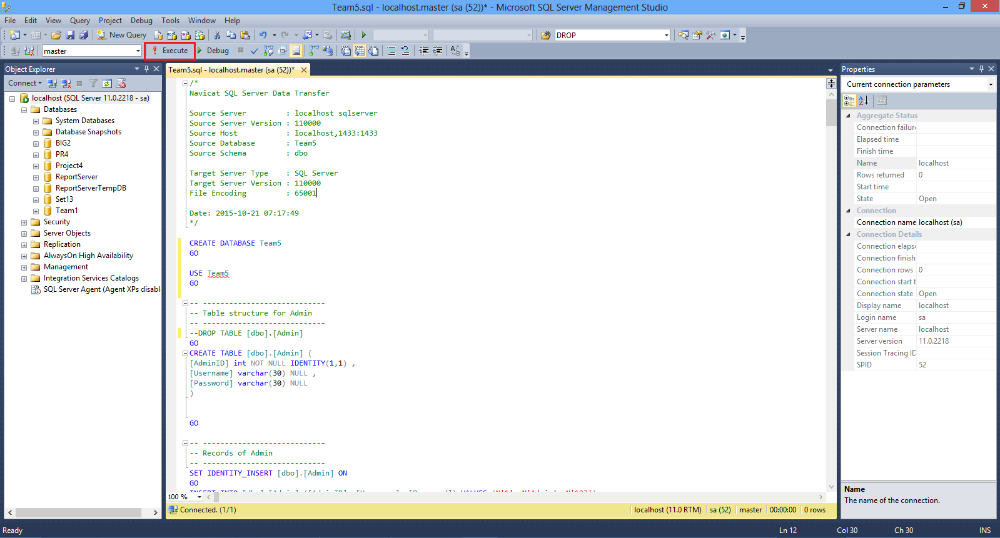 Team5.sql - localhost.master (sa (52))* - Microsoft SQL Server Management Studio
File Edit View Query Project Debug Tools Window Help
New Query DROP
master Execute Debug
Object Explorer
Connect
localhost (SQL Server 11.0.2218 - sa)
Databases
System Databases
Database Snapshots
BIG2
PR4
Project4
ReportServer
ReportServerTempDB
Set13
Team1
Security
Server Objects
Replication
AlwaysOn High Availability
Management
Integration Services Catalogs
SQL Server Agent (Agent XPs disabl
Team5.sql - localhost.master (sa (52))*
/*
Navicat SQL Server Data Transfer
Source Server : localhost sqlserver
Source Server Version : 110000
Source Host : localhost,1433:1433
Source Database : Team5
Source Schema : dbo
Target Server Type : SQL Server
Target Server Version : 110000
File Encoding : 65001
Date: 2015-10-21 07:17:49
*/
CREATE DATABASE Team5
GO
USE Team5
GO
-- ----------------------------
-- Table structure for Admin
-- ----------------------------
--DROP TABLE [dbo].[Admin]
GO
CREATE TABLE [dbo].[Admin] (
[AdminID] int NOT NULL IDENTITY(1,1) ,
[Username] varchar(30) NULL ,
[Password] varchar(30) NULL
)
GO
-- ----------------------------
-- Records of Admin
-- ----------------------------
SET IDENTITY_INSERT [dbo].[Admin] ON
GO
100 %
Connected. (1/1) localhost (11.0 RTM) sa (52) master 00:00:00 0 rows
Properties
Current connection parameters
Aggregate Status
Connection failure
Elapsed time
Finish time
Name localhost
Rows returned 0
Start time
State Open
Connection
Connection name localhost (sa)
Connection Details
Connection elaps
Connection finish
Connection rows 0
Connection start t
Connection state Open
Display name localhost
Login name sa
Server name localhost
Server version 11.0.2218
Session Tracing ID
SPID 52
Name
The name of the connection.
Ready Ln 12 Col 30 Ch 30 INS